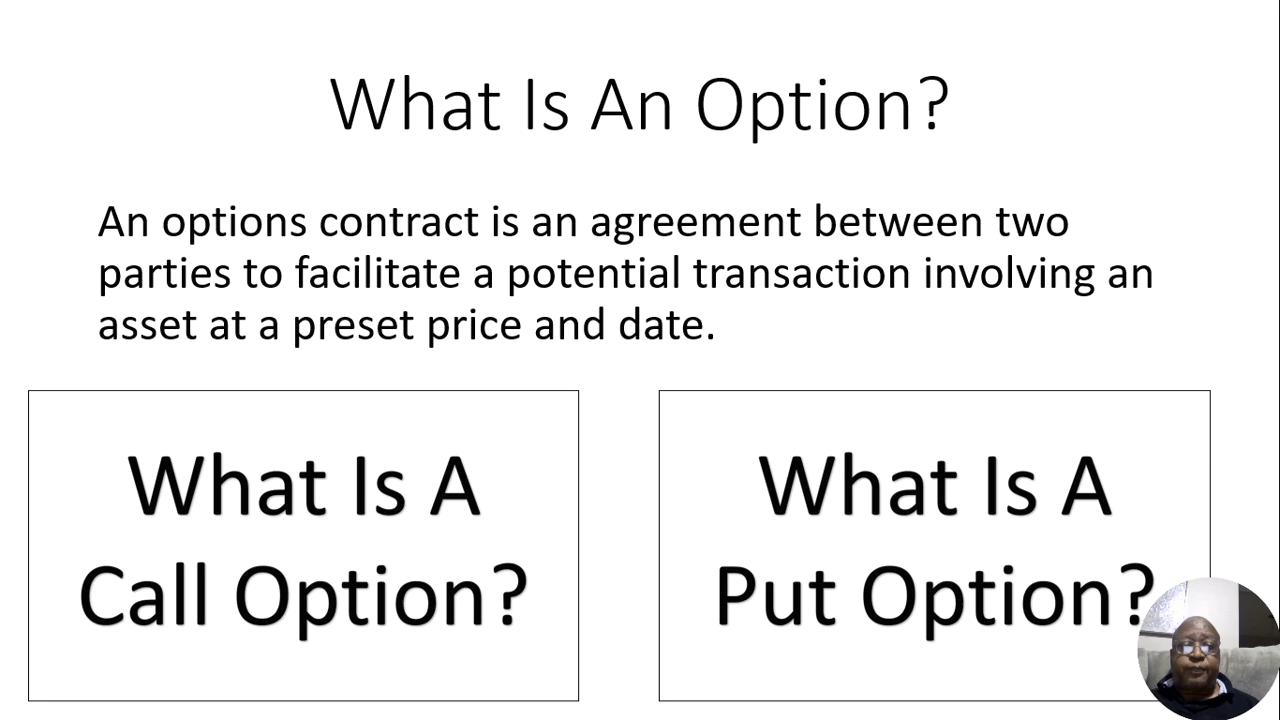 What Is An Option?
An options contract is an agreement between two
parties to facilitate a potential transaction involving an
asset at a preset price and date.
What Is A
Call Option?
What Is A
Put Option?